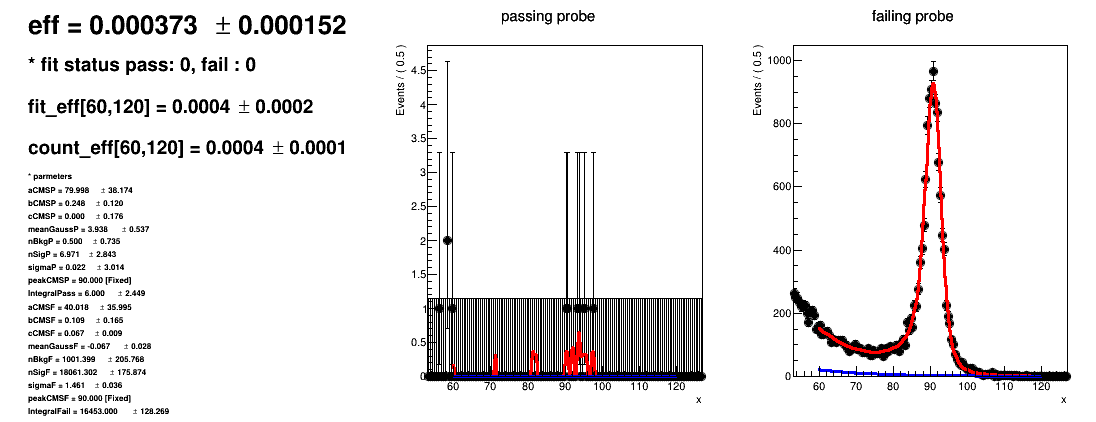 eff = 0.000373 ± 0.000152
* fit status pass: 0, fail : 0
fit_eff[60,120] = 0.0004 ± 0.0002
count_eff[60,120] = 0.0004 ± 0.0001
* parmeters
aCMSP = 79.998 ± 38.174
bCMSP = 0.248 ± 0.120
cCMSP = 0.000 ± 0.176
meanGaussP = 3.938 ± 0.537
nBkgP = 0.500 ± 0.735
nSigP = 6.971 ± 2.843
sigmaP = 0.022 ± 3.014
peakCMSP = 90.000 [Fixed]
IntegralPass = 6.000 ± 2.449
aCMSF = 40.018 ± 35.995
bCMSF = 0.109 ± 0.165
cCMSF = 0.067 ± 0.009
meanGaussF = -0.067 ± 0.028
nBkgF = 1001.399 ± 205.768
nSigF = 18061.302 ± 175.874
sigmaF = 1.461 ± 0.036
peakCMSF = 90.000 [Fixed]
IntegralFail = 16453.000 ± 128.269
passing probe
Events / ( 0.5 )
4.5
4
3.5
3
2.5
2
1.5
1
0.5
0
60 70 80 90 100 110 120
x
failing probe
Events / ( 0.5 )
1000
800
600
400
200
0
60 70 80 90 100 110 120
x